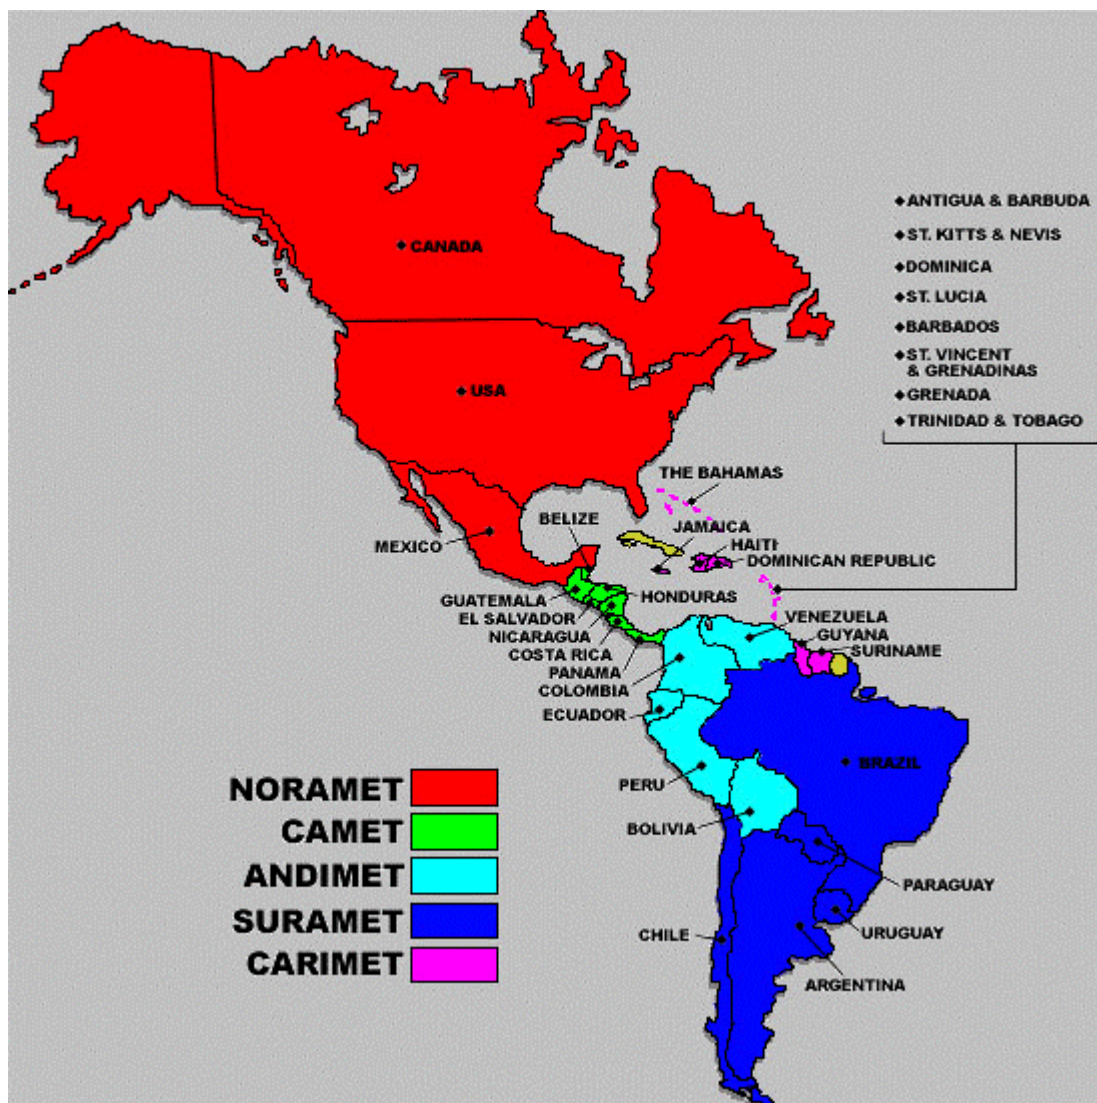 ANTIGUA & BARBUDA
ST. KITTS & NEVIS
DOMINICA
CANADA
ST. LUCIA
BARBADOS
ST. VINCENT
& GRENADINAS
USA
GRENADA
TRINIDAD & TOBAGO
THE BAHAMAS
BELIZE
JAMAICA
MEXICO
HAITI
DOMINICAN REPUBLIC
GUATEMALA
HONDURAS
EL SALVADOR
VENEZUELA
NICARAGUA
GUYANA
COSTA RICA
SURINAME
PANAMA
COLOMBIA
ECUADOR
BRAZIL
PERU
NORAMET
CAMET
BOLIVIA
ANDIMET
PARAGUAY
SURAMET
CHILE
URUGUAY
CARIMET
ARGENTINA